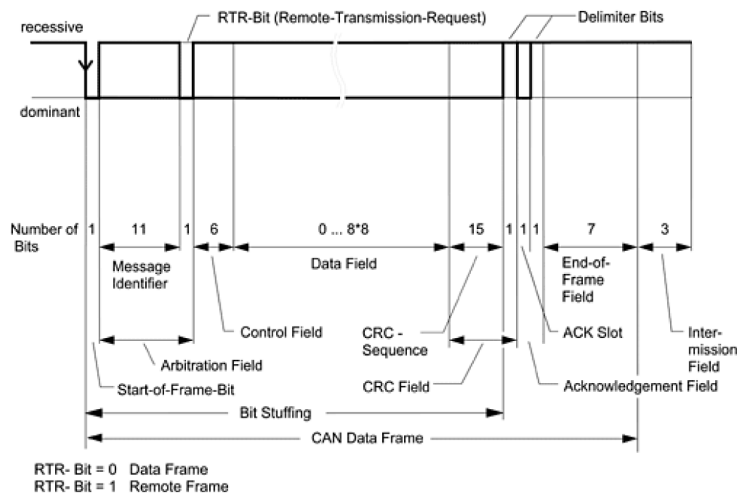 RTR-Bit (Remote-Transmission-Request)
Delimiter Bits
recessive
dominant
Number of
Bits
1
11
1
6
0 ... 8*8
15
1
1
1
7
3
Message
Identifier
Data Field
End-of-
Frame
Field
Control Field
CRC -
Sequence
ACK Slot
Inter-
mission
Field
Arbitration Field
Start-of-Frame-Bit
CRC Field
Acknowledgement Field
Bit Stuffing
CAN Data Frame
RTR- Bit = 0 Data Frame
RTR- Bit = 1 Remote Frame